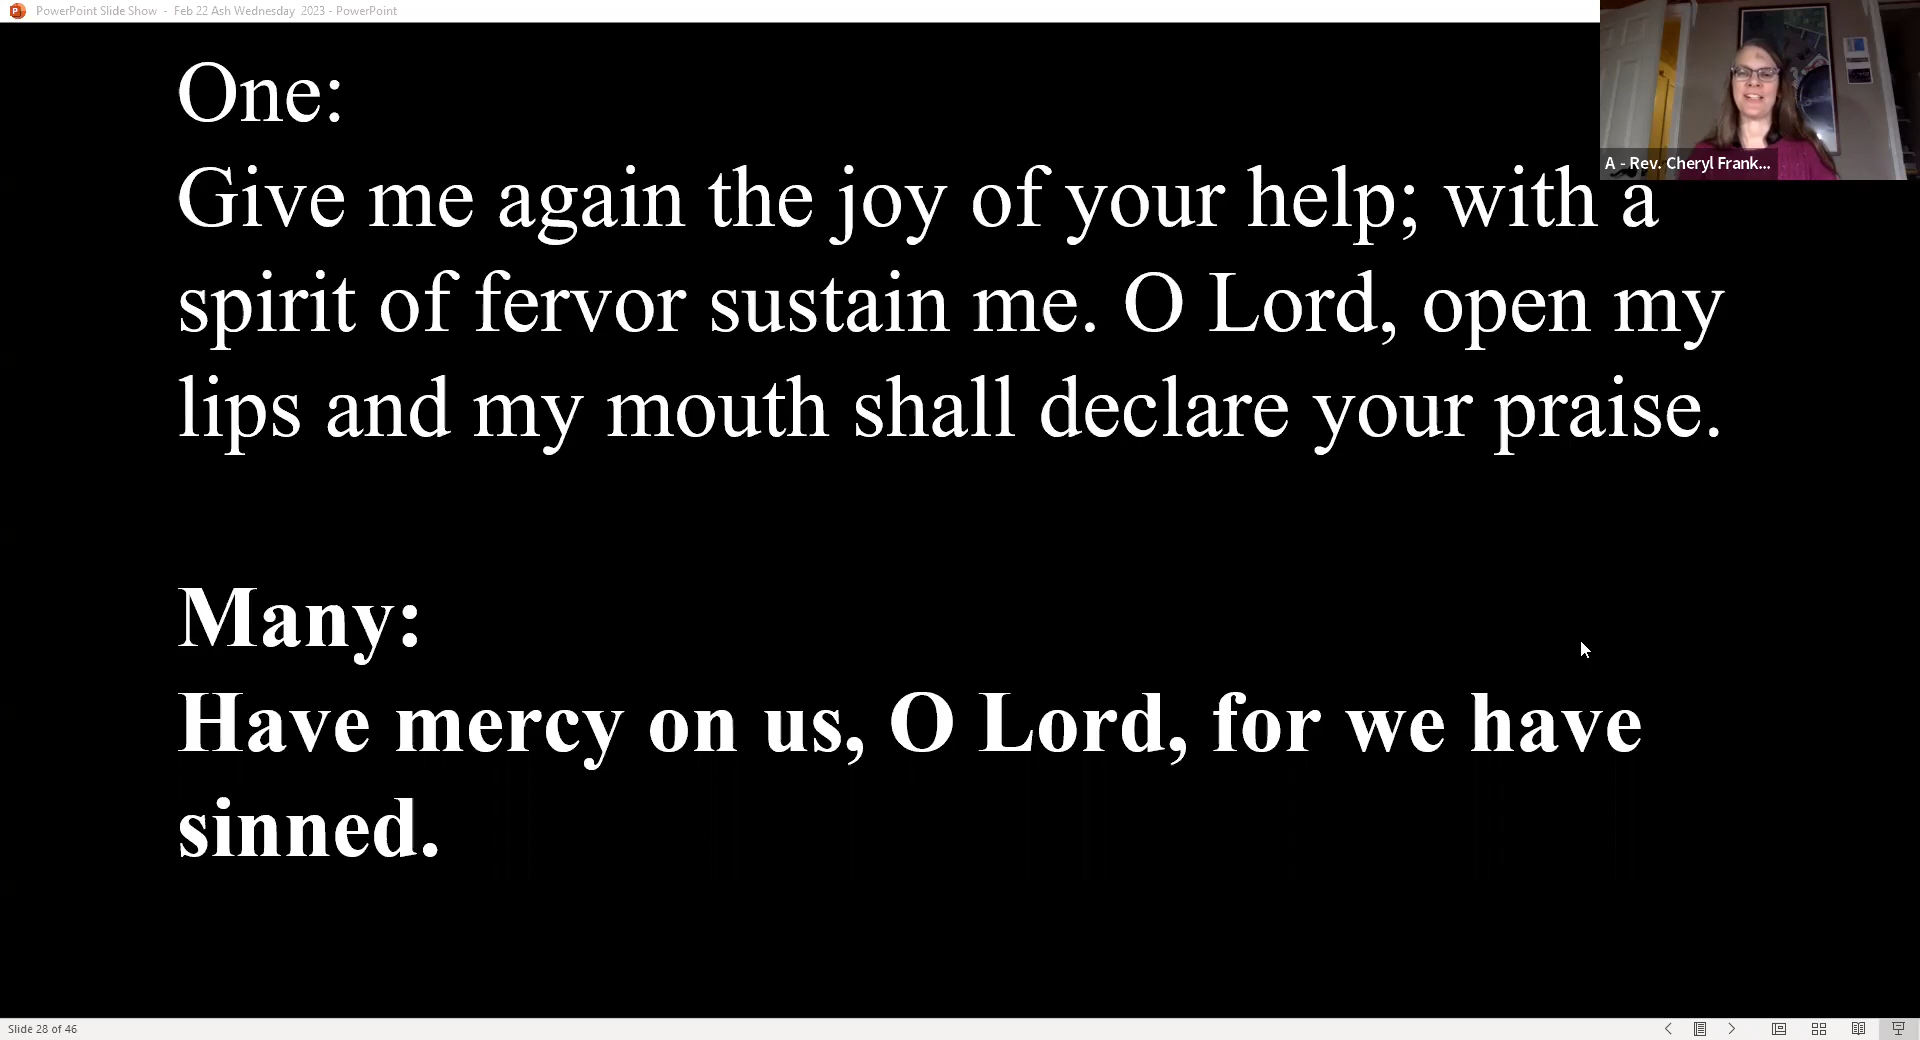 PowerPoint Slide Show - Feb 22 Ash Wednesday 2023 - PowerPoint
A - Rev. Cheryl Frank...
One:
Give me again the joy of your help; with a
spirit of fervor sustain me. O Lord, open my
lips and my mouth shall declare your praise.
Many:
Have mercy on us, O Lord, for we have
sinned.
Slide 28 of 46